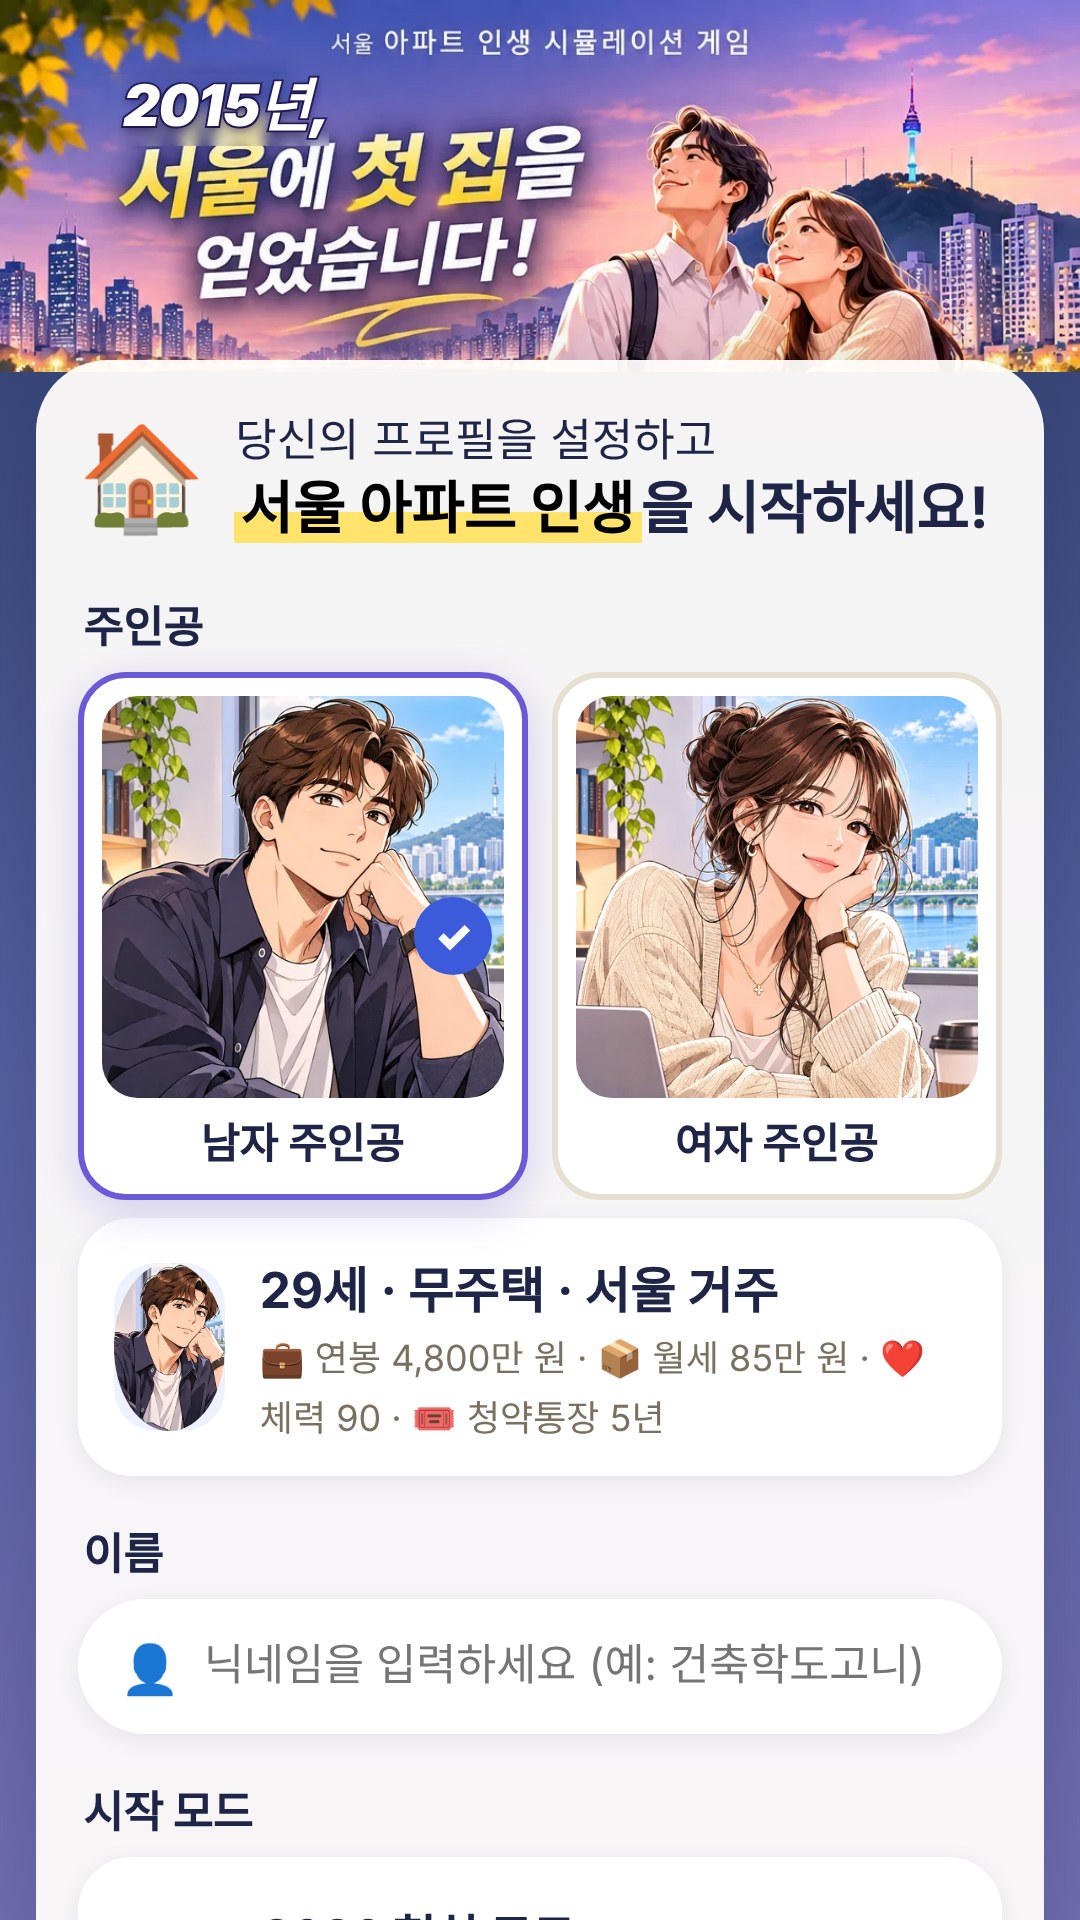 서울 아파트 인생 시뮬레이션 게임
2015년,
서울에 첫 집을
얻었습니다!
당신의 프로필을 설정하고
서울 아파트 인생을 시작하세요!
주인공
남자 주인공
여자 주인공
29세 · 무주택 · 서울 거주
💼 연봉 4,800만 원 · 📦 월세 85만 원 · ❤️
체력 90 · 🎟️ 청약통장 5년
이름
닉네임을 입력하세요 (예: 건축학도고니)
시작 모드